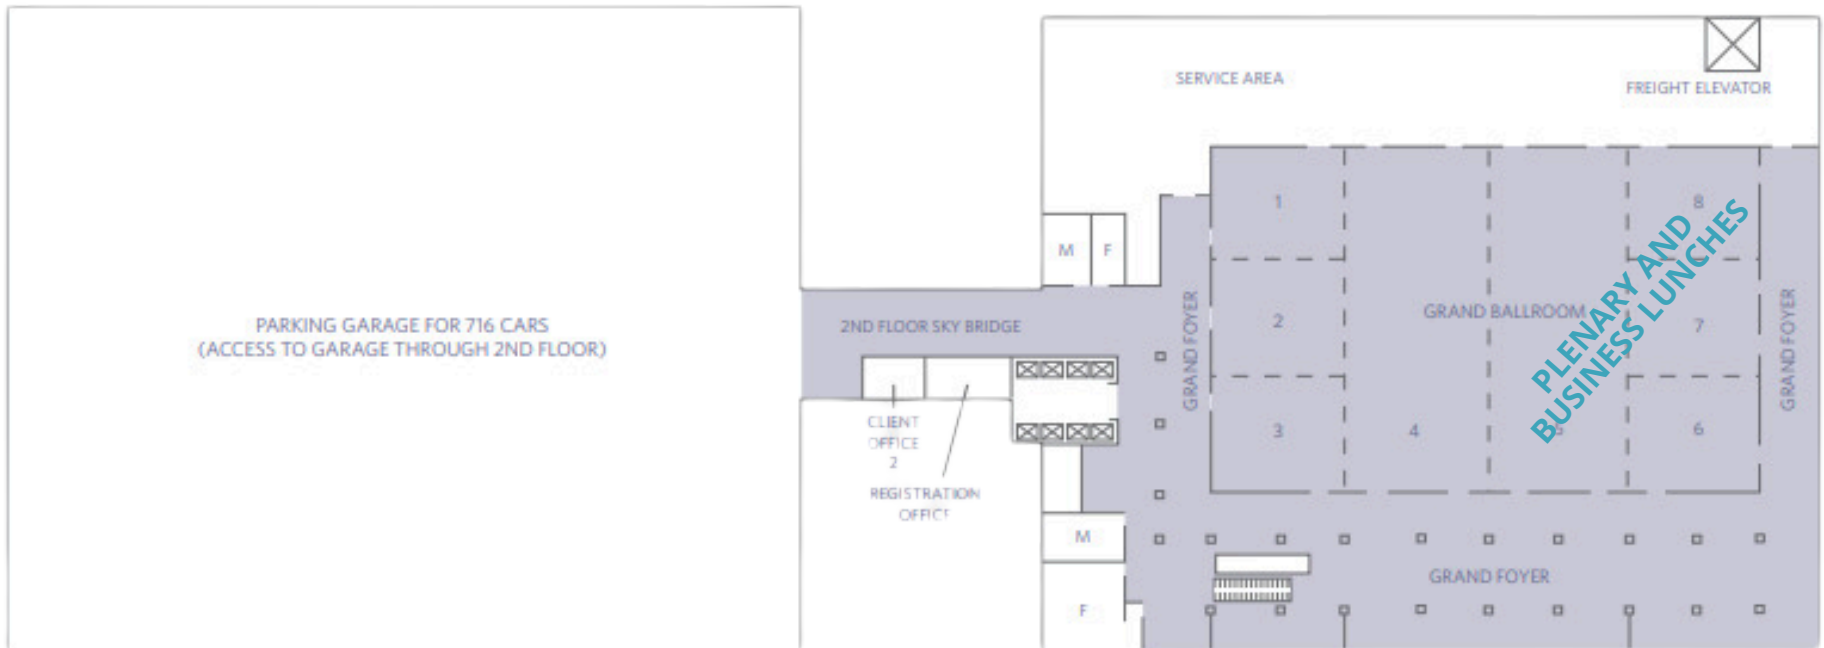 SERVICE AREA
FREIGHT ELEVATOR
1
8
M
F
PARKING GARAGE FOR 716 CARS
(ACCESS TO GARAGE THROUGH 2ND FLOOR)
2ND FLOOR SKY BRIDGE
GRAND FOYER
2
GRAND BALLROOM
PLENARY AND
BUSINESS LUNCHES
7
GRAND FOYER
CLIENT
OFFICE
2
REGISTRATION
OFFICE
3
4
5
6
M
F
GRAND FOYER